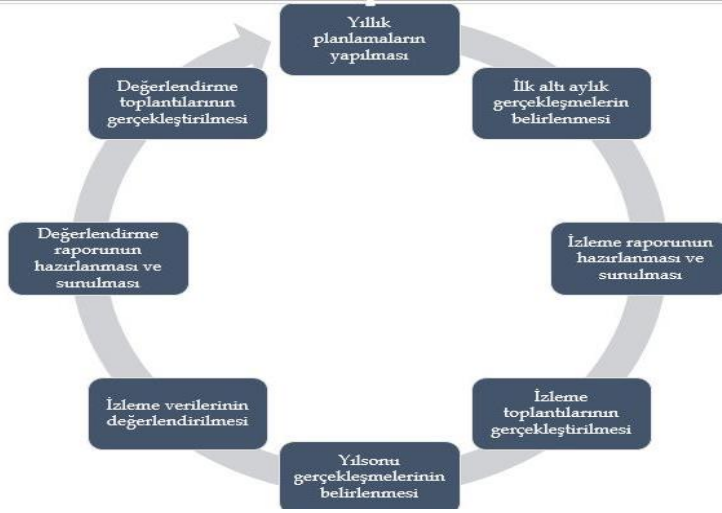 Yıllık
planlamaların
yapılması
İlk altı aylık
gerçekleşmelerin
belirlenmesi
İzleme raporunun
hazırlanması ve
sunulması
İzleme
toplantılarının
gerçekleştirilmesi
Yılsonu
gerçekleşmelerinin
belirlenmesi
İzleme verilerinin
değerlendirilmesi
Değerlendirme
raporunun
hazırlanması ve
sunulması
Değerlendirme
toplantılarının
gerçekleştirilmesi